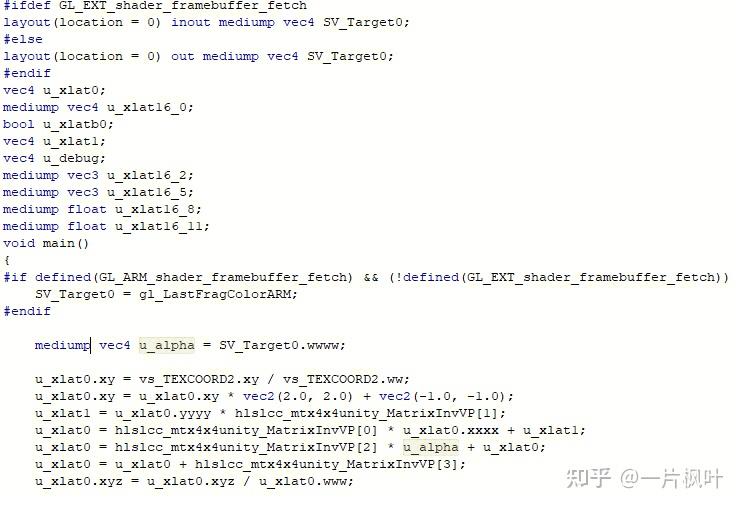 #ifdef GL_EXT_shader_framebuffer_fetch
layout(location = 0) inout mediump vec4 SV_Target0;
#else
layout(location = 0) out mediump vec4 SV_Target0;
#endif
vec4 u_xlat0;
mediump vec4 u_xlat16_0;
bool u_xlatb0;
vec4 u_xlat1;
vec4 u_debug;
mediump vec3 u_xlat16_2;
mediump vec3 u_xlat16_5;
mediump float u_xlat16_8;
mediump float u_xlat16_11;
void main()
{
#if defined(GL_ARM_shader_framebuffer_fetch) && (!defined(GL_EXT_shader_framebuffer_fetch))
    SV_Target0 = gl_LastFragColorARM;
#endif
    mediump vec4 u_alpha = SV_Target0.wwww;
    u_xlat0.xy = vs_TEXCOORD2.xy / vs_TEXCOORD2.ww;
    u_xlat0.xy = u_xlat0.xy * vec2(2.0, 2.0) + vec2(-1.0, -1.0);
    u_xlat1 = u_xlat0.yyyy * hlslcc_mtx4x4unity_MatrixInvVP[1];
    u_xlat0 = hlslcc_mtx4x4unity_MatrixInvVP[0] * u_xlat0.xxxx + u_xlat1;
    u_xlat0 = hlslcc_mtx4x4unity_MatrixInvVP[2] * u_alpha + u_xlat0;
    u_xlat0 = u_xlat0 + hlslcc_mtx4x4unity_MatrixInvVP[3];
    u_xlat0.xyz = u_xlat0.xyz / u_xlat0.www;
知乎 @一片枫叶